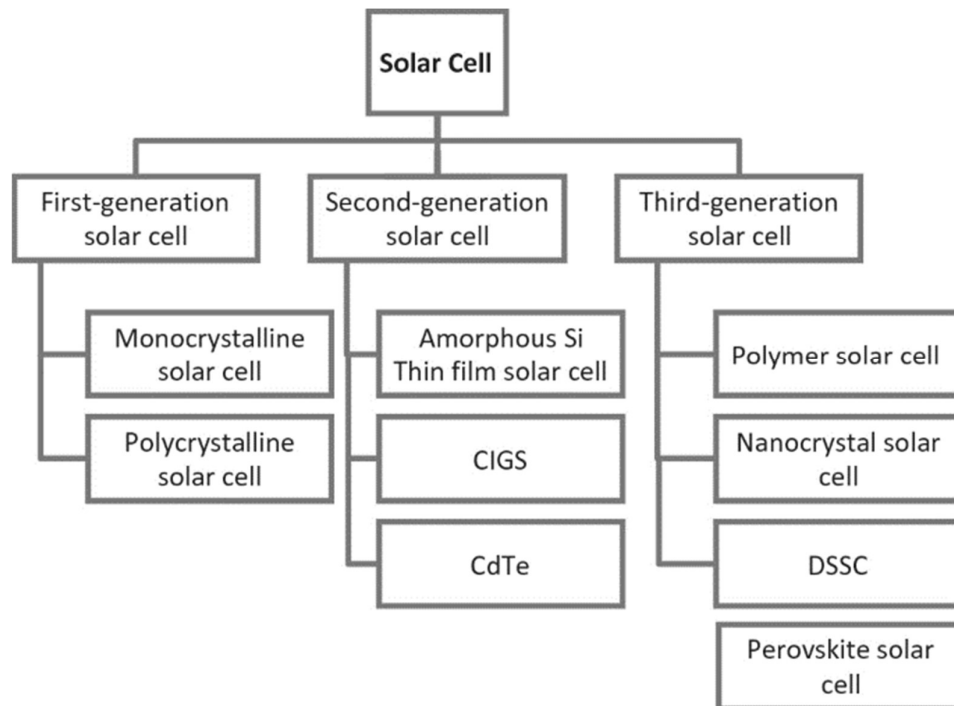 Solar Cell
First-generation
solar cell
Second-generation
solar cell
Third-generation
solar cell
Monocrystalline
solar cell
Polycrystalline
solar cell
Amorphous Si
Thin film solar cell
CIGS
CdTe
Polymer solar cell
Nanocrystal solar
cell
DSSC
Perovskite solar
cell